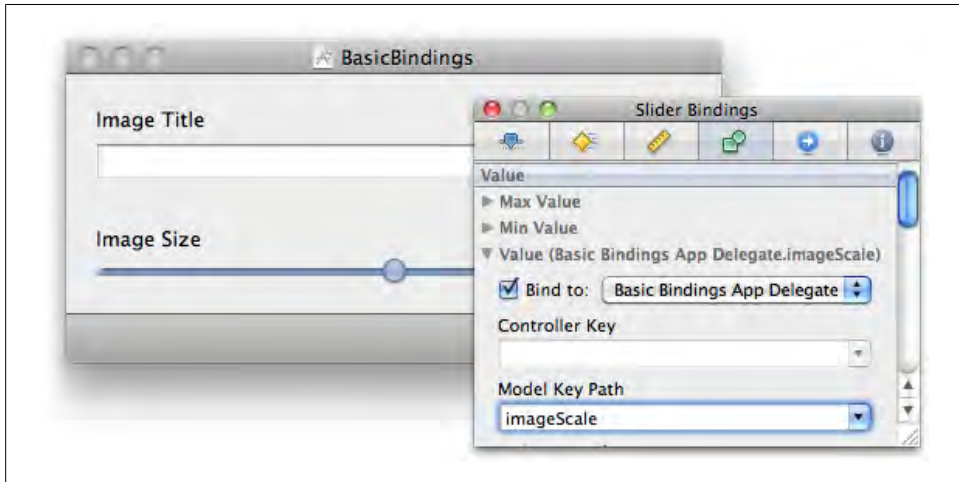 BasicBindings
Image Title
Image Size
Slider Bindings
Value
Max Value
Min Value
Value (Basic Bindings App Delegate.imageScale)
Bind to: Basic Bindings App Delegate
Controller Key
Model Key Path
imageScale